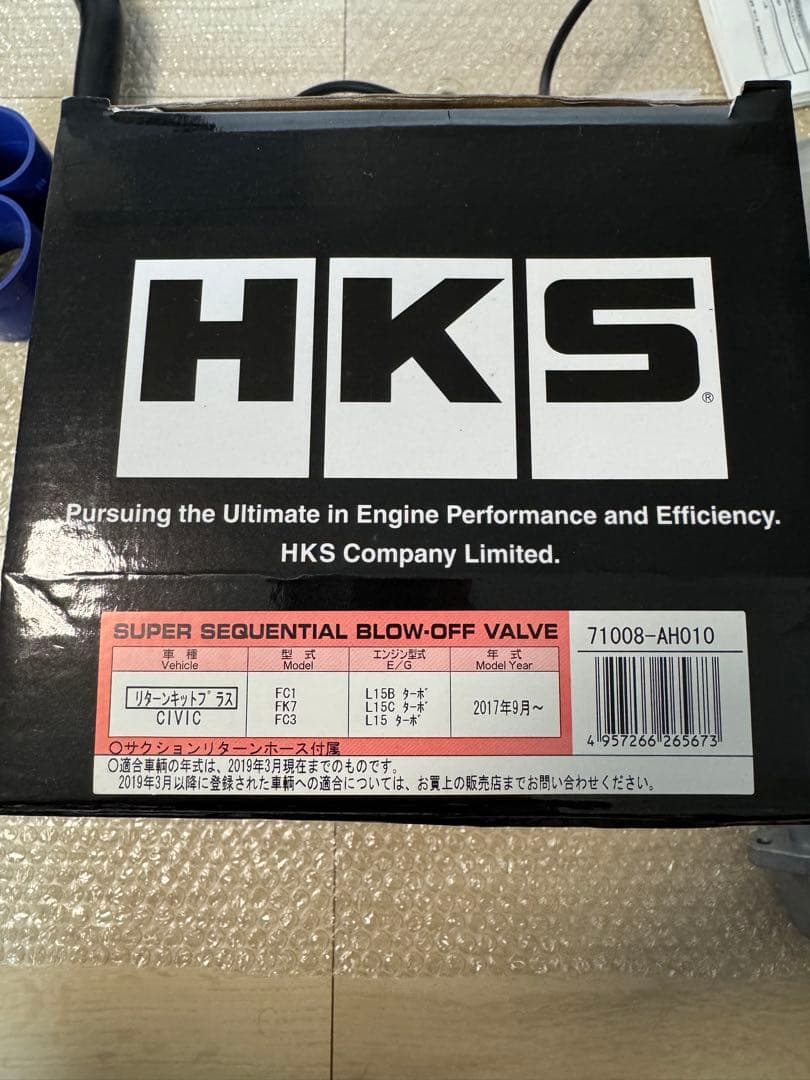 HKS®
Pursuing the Ultimate in Engine Performance and Efficiency.
HKS Company Limited.
SUPER SEQUENTIAL BLOW-OFF VALVE
71008-AH010
車種 型式 エンジン型式 年式
Vehicle Model E/G Model Year
リターンキットプラス
CIVIC
FC1 L15B ターボ
FK7 L15C ターボ
FC3 L15 ターボ
2017年9月～
4 957266 265673
○サクションリターンホース付属
○適合車輌の年式は、2019年3月現在までのものです。
2019年3月以降に登録された車輌への適合については、お買上の販売店までお問い合わせください。